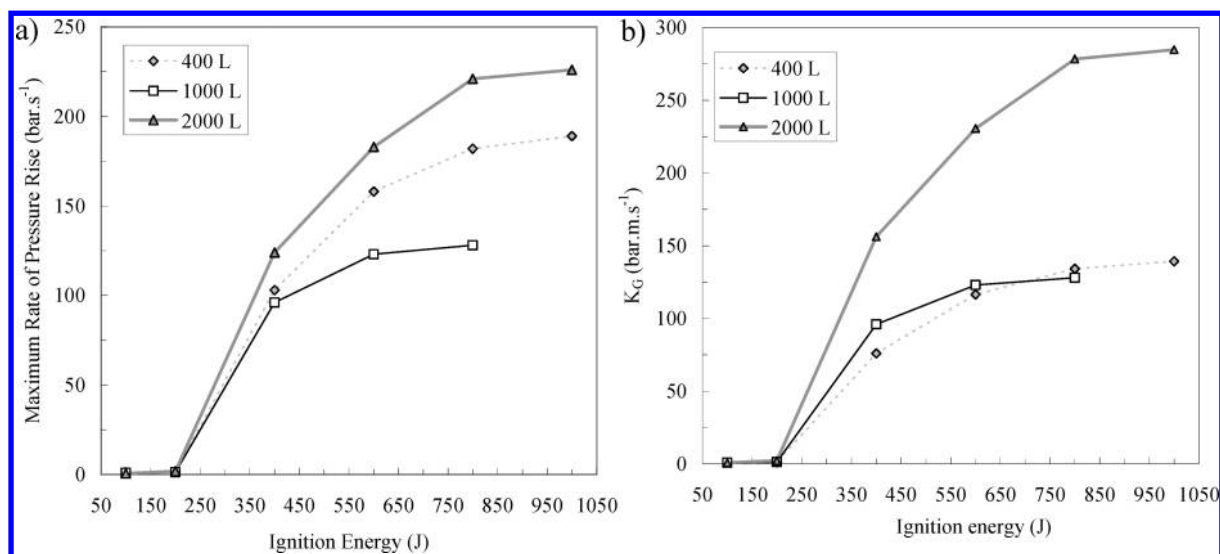 a)
Maximum Rate of Pressure Rise (bar.s⁻¹)
250
200
150
100
50
0
400 L
1000 L
2000 L
50 150 250 350 450 550 650 750 850 950 1050
Ignition Energy (J)
b)
K_G (bar.m.s⁻¹)
300
250
200
150
100
50
0
400 L
1000 L
2000 L
50 150 250 350 450 550 650 750 850 950 1050
Ignition energy (J)